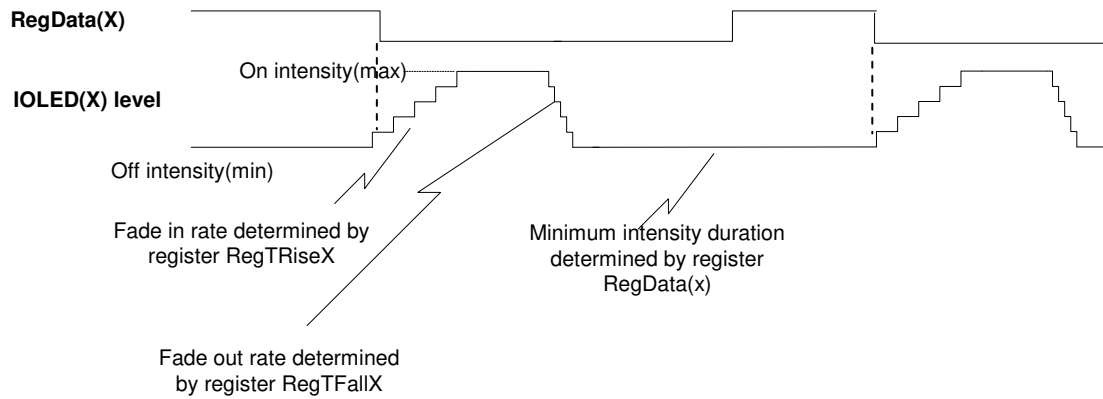 RegData(X)
On intensity(max)
IOLED(X) level
Off intensity(min)
Fade in rate determined by
register RegTRiseX
Minimum intensity duration
determined by register
RegData(x)
Fade out rate determined
by register RegTFallX